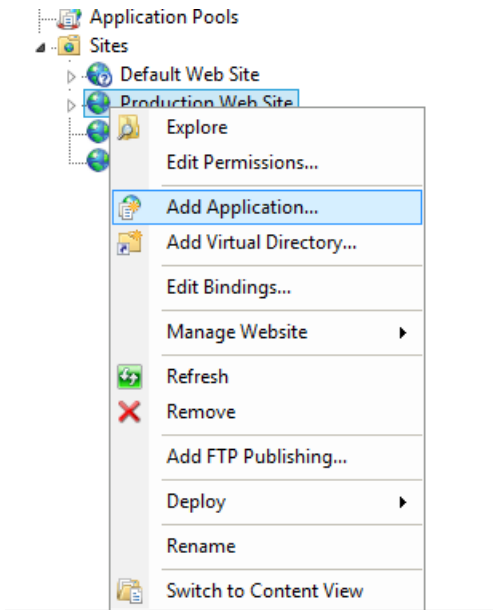 Application Pools
Sites
Default Web Site
Production Web Site
Explore
Edit Permissions...
Add Application...
Add Virtual Directory...
Edit Bindings...
Manage Website
Refresh
Remove
Add FTP Publishing...
Deploy
Rename
Switch to Content View